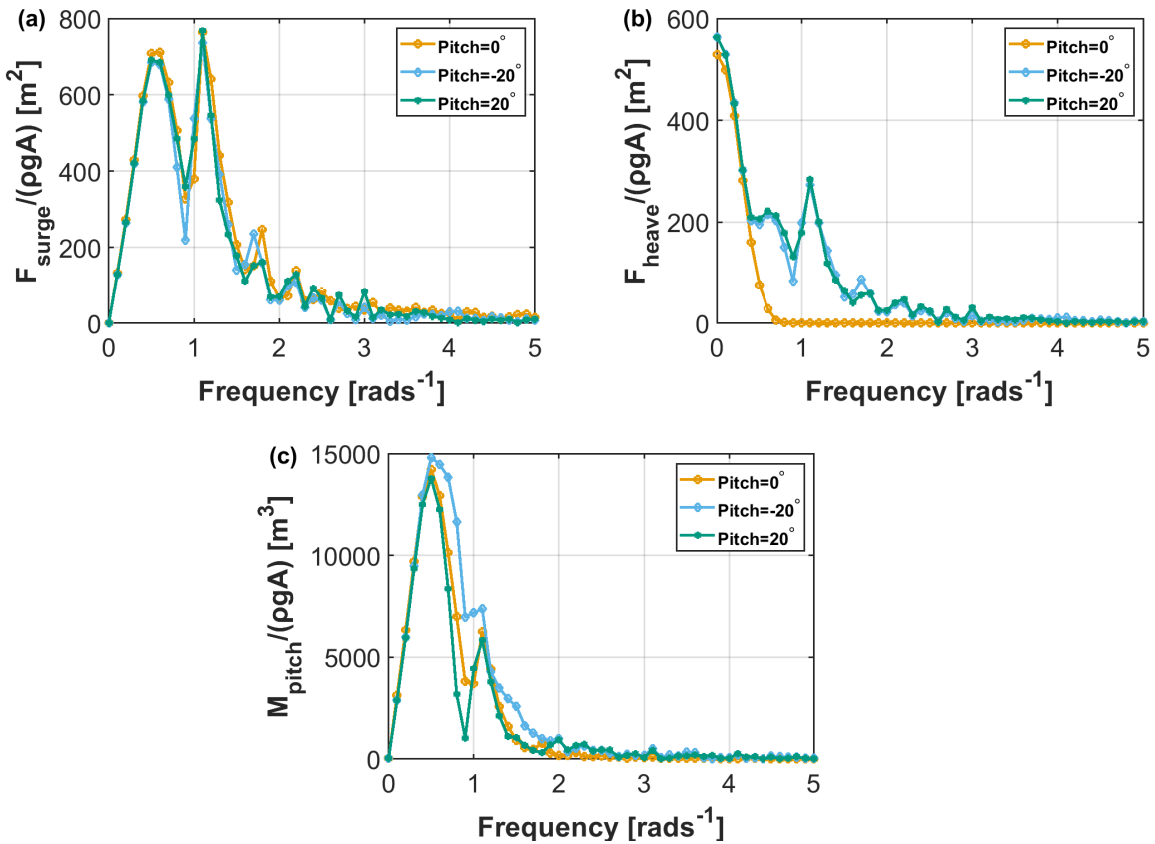 (a)
800
600
400
200
0
F_surge/(ρgA) [m²]
Pitch=0°
Pitch=-20°
Pitch=20°
0 1 2 3 4 5
Frequency [rads⁻¹]
(b)
600
400
200
0
F_heave/(ρgA) [m²]
Pitch=0°
Pitch=-20°
Pitch=20°
0 1 2 3 4 5
Frequency [rads⁻¹]
(c)
15000
10000
5000
0
M_pitch/(ρgA) [m³]
Pitch=0°
Pitch=-20°
Pitch=20°
0 1 2 3 4 5
Frequency [rads⁻¹]